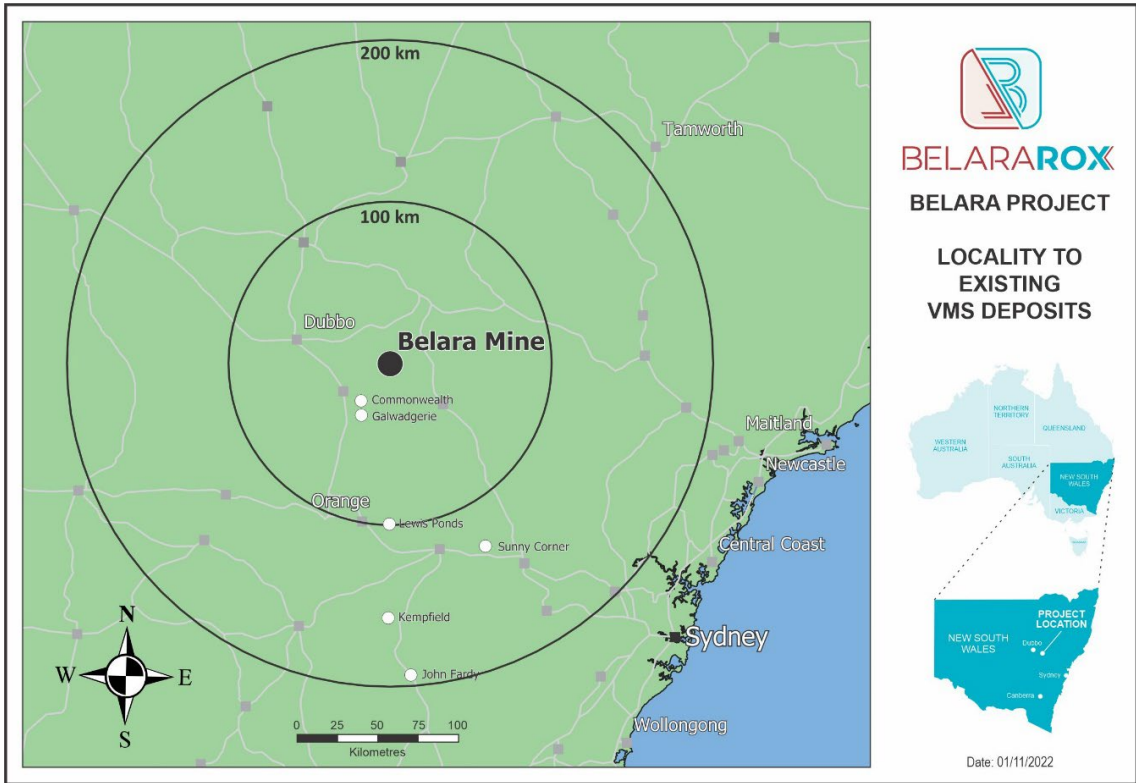 200 km
Tamworth
100 km
Dubbo
Belara Mine
Commonwealth
Galwadgerie
Maitland
Newcastle
Orange
Lewis Ponds
Sunny Corner
Central Coast
Kempfield
Sydney
John Fardy
Wollongong
N
W
E
S
0 25 50 75 100
Kilometres
BELARAROX
BELARA PROJECT
LOCALITY TO
EXISTING
VMS DEPOSITS
NORTHERN
TERRITORY
QUEENSLAND
WESTERN
AUSTRALIA
SOUTH
AUSTRALIA
NEW SOUTH
WALES
VICTORIA
PROJECT
LOCATION
NEW SOUTH
WALES
Dubbo
Sydney
Canberra
Date: 01/11/2022